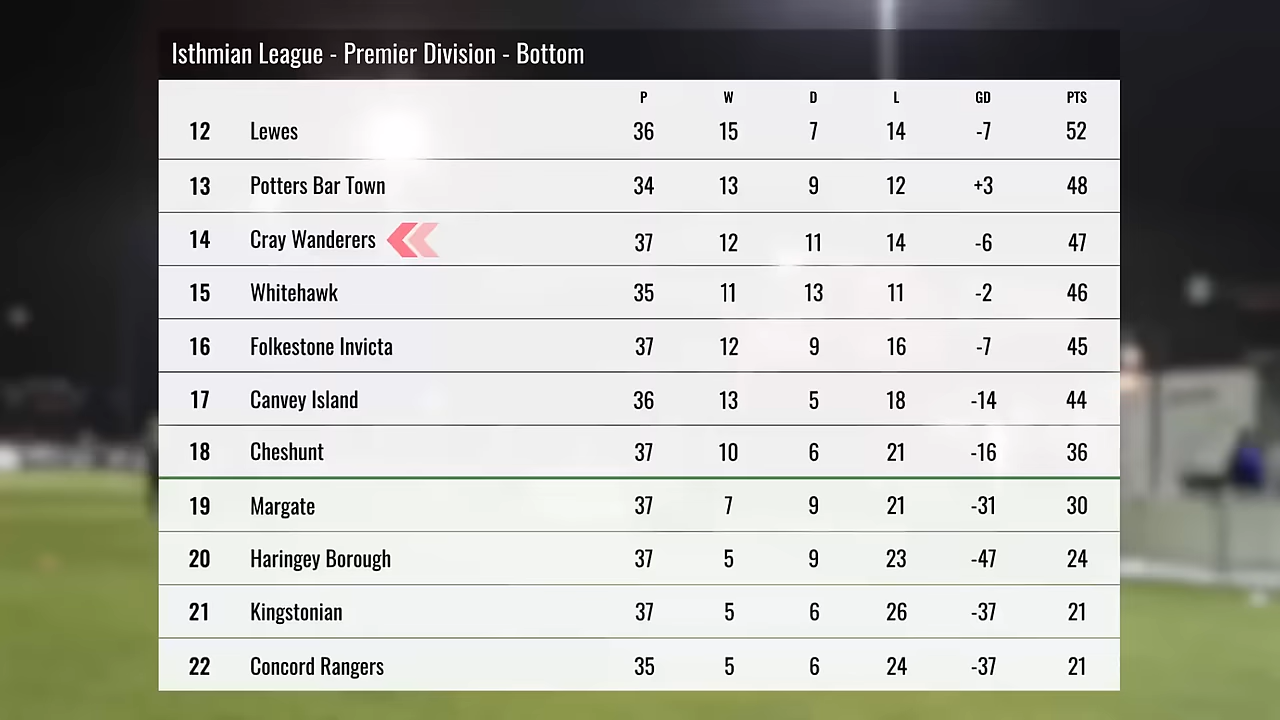 Isthmian League - Premier Division - Bottom
P W D L GD PTS
12 Lewes 36 15 7 14 -7 52
13 Potters Bar Town 34 13 9 12 +3 48
14 Cray Wanderers 37 12 11 14 -6 47
15 Whitehawk 35 11 13 11 -2 46
16 Folkestone Invicta 37 12 9 16 -7 45
17 Canvey Island 36 13 5 18 -14 44
18 Cheshunt 37 10 6 21 -16 36
19 Margate 37 7 9 21 -31 30
20 Haringey Borough 37 5 9 23 -47 24
21 Kingstonian 37 5 6 26 -37 21
22 Concord Rangers 35 5 6 24 -37 21